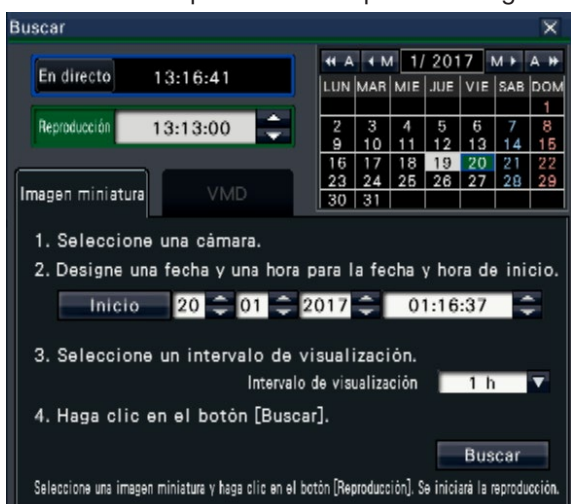 Buscar
En directo 13:16:41
Reproducción 13:13:00
A M 1/ 2017 M A
LUN MAR MIE JUE VIE SAB DOM
1
2 3 4 5 6 7 8
9 10 11 12 13 14 15
16 17 18 19 20 21 22
23 24 25 26 27 28 29
30 31
Imagen miniatura VMD
1. Seleccione una cámara.
2. Designe una fecha y una hora para la fecha y hora de inicio.
Inicio 20 01 2017 01:16:37
3. Seleccione un intervalo de visualización.
Intervalo de visualización 1 h
4. Haga clic en el botón [Buscar].
Buscar
Seleccione una imagen miniatura y haga clic en el botón [Reproducción]. Se iniciará la reproducción.